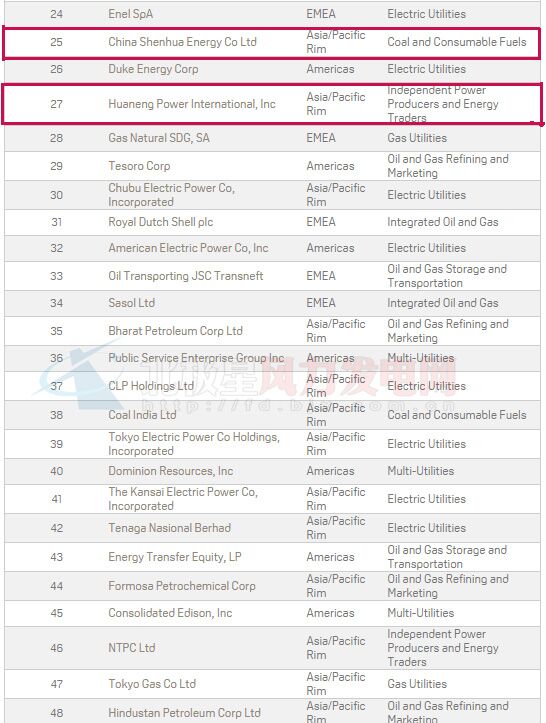 24 Enel SpA EMEA Electric Utilities
25 China Shenhua Energy Co Ltd Asia/Pacific Rim Coal and Consumable Fuels
26 Duke Energy Corp Americas Electric Utilities
27 Huaneng Power International, Inc Asia/Pacific Rim Independent Power Producers and Energy Traders
28 Gas Natural SDG, SA EMEA Gas Utilities
29 Tesoro Corp Americas Oil and Gas Refining and Marketing
30 Chubu Electric Power Co, Incorporated Asia/Pacific Rim Electric Utilities
31 Royal Dutch Shell plc EMEA Integrated Oil and Gas
32 American Electric Power Co, Inc Americas Electric Utilities
33 Oil Transporting JSC Transneft EMEA Oil and Gas Storage and Transportation
34 Sasol Ltd EMEA Integrated Oil and Gas
35 Bharat Petroleum Corp Ltd Asia/Pacific Rim Oil and Gas Refining and Marketing
36 Public Service Enterprise Group Inc Americas Multi-Utilities
北极星风力发电网
37 CLP Holdings Ltd Asia/Pacific Rim Electric Utilities
38 Coal India Ltd Asia/Pacific Rim Coal and Consumable Fuels
39 Tokyo Electric Power Co Holdings, Incorporated Asia/Pacific Rim Electric Utilities
40 Dominion Resources, Inc Americas Multi-Utilities
41 The Kansai Electric Power Co, Incorporated Asia/Pacific Rim Electric Utilities
42 Tenaga Nasional Berhad Asia/Pacific Rim Electric Utilities
43 Energy Transfer Equity, LP Americas Oil and Gas Storage and Transportation
44 Formosa Petrochemical Corp Asia/Pacific Rim Oil and Gas Refining and Marketing
45 Consolidated Edison, Inc Americas Multi-Utilities
46 NTPC Ltd Asia/Pacific Rim Independent Power Producers and Energy Traders
47 Tokyo Gas Co Ltd Asia/Pacific Rim Gas Utilities
48 Hindustan Petroleum Corp Ltd Asia/Pacific Rim Oil and Gas Refining and Marketing